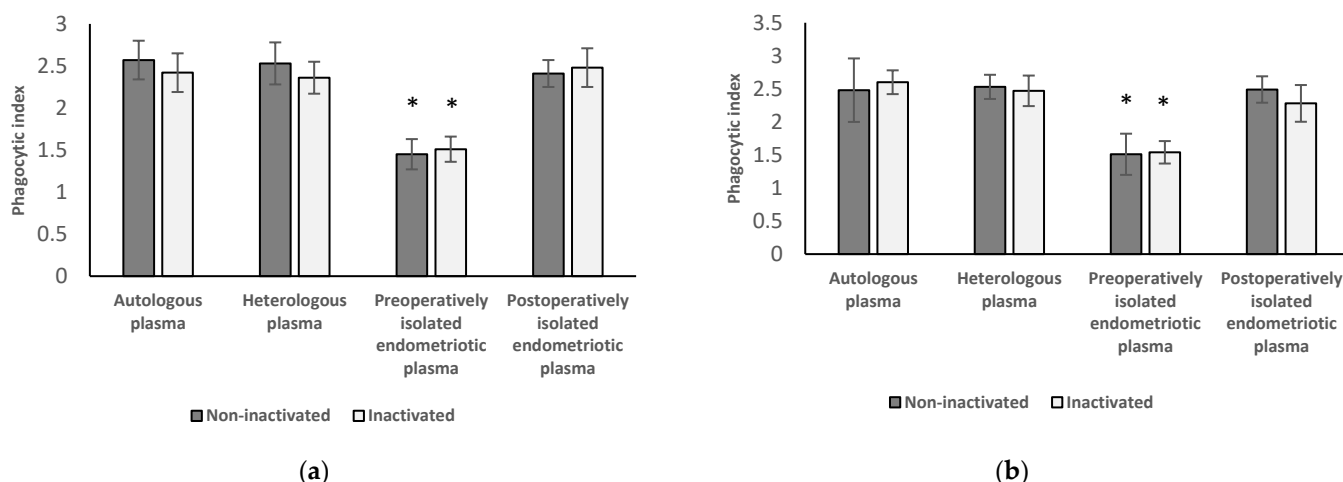 3
2.5
2
1.5
1
0.5
0
Phagocytic index
* *
Autologous plasma
Heterologous plasma
Preoperatively isolated endometriotic plasma
Postoperatively isolated endometriotic plasma
Non-inactivated Inactivated
(a)
3.5
3
2.5
2
1.5
1
0.5
0
Phagocytic index
* *
Autologous plasma
Heterologous plasma
Preoperatively isolated endometriotic plasma
Postoperatively isolated endometriotic plasma
Non-inactivated Inactivated
(b)